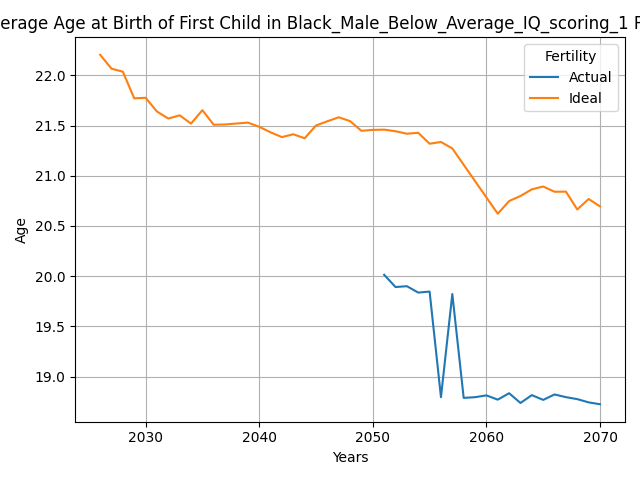 erage Age at Birth of First Child in Black_Male_Below_Average_IQ_scoring_1
Fertility
Actual
Ideal
22.0
21.5
21.0
20.5
20.0
19.5
19.0
Age
2030 2040 2050 2060 2070
Years